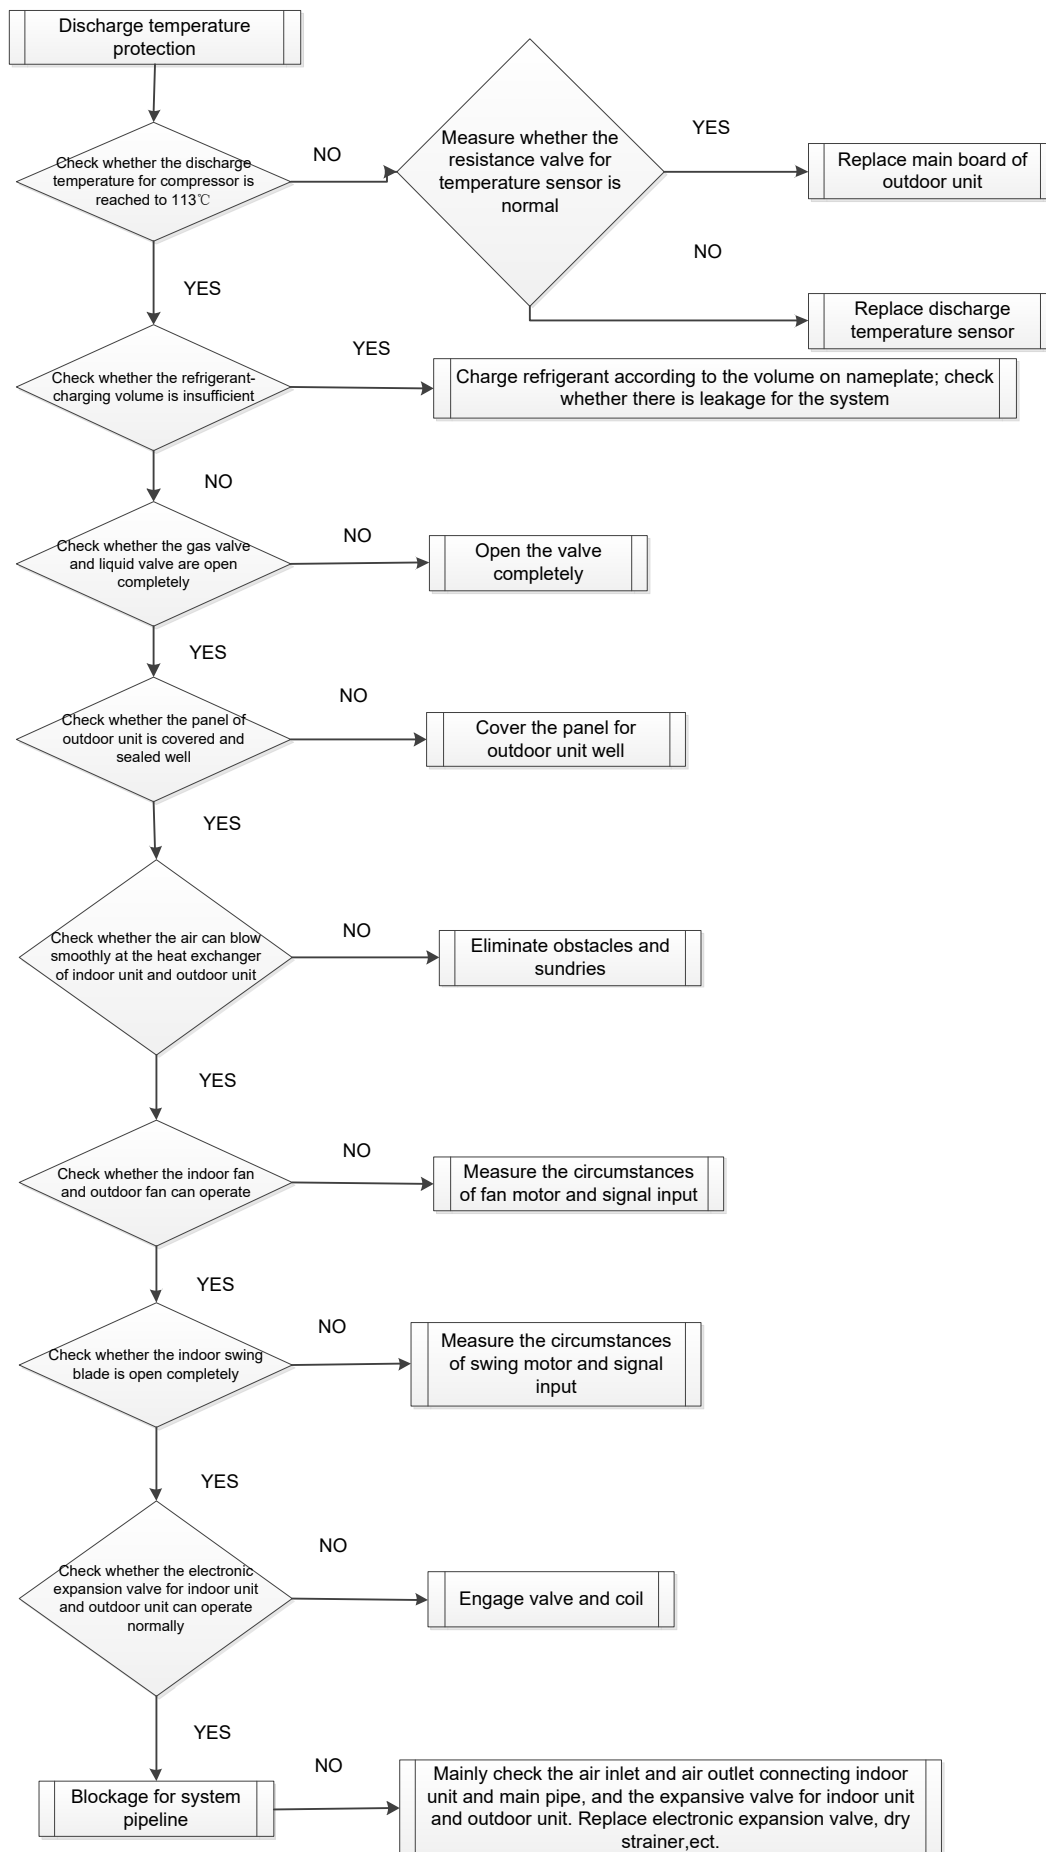 Discharge temperature
protection
Check whether the discharge
temperature for compressor is
reached to 113℃
NO
Measure whether the
resistance valve for
temperature sensor is
normal
YES
Replace main board of
outdoor unit
NO
Replace discharge
temperature sensor
YES
Check whether the refrigerant-
charging volume is insufficient
YES
Charge refrigerant according to the volume on nameplate; check
whether there is leakage for the system
NO
Check whether the gas valve
and liquid valve are open
completely
NO
Open the valve
completely
YES
Check whether the panel of
outdoor unit is covered and
sealed well
NO
Cover the panel for
outdoor unit well
YES
Check whether the air can blow
smoothly at the heat exchanger
of indoor unit and outdoor unit
NO
Eliminate obstacles and
sundries
YES
Check whether the indoor fan
and outdoor fan can operate
NO
Measure the circumstances
of fan motor and signal input
YES
Check whether the indoor swing
blade is open completely
NO
Measure the circumstances
of swing motor and signal
input
YES
Check whether the electronic
expansion valve for indoor unit
and outdoor unit can operate
normally
NO
Engage valve and coil
YES
Blockage for system
pipeline
NO
Mainly check the air inlet and air outlet connecting indoor
unit and main pipe, and the expansive valve for indoor unit
and outdoor unit. Replace electronic expansion valve, dry
strainer,ect.